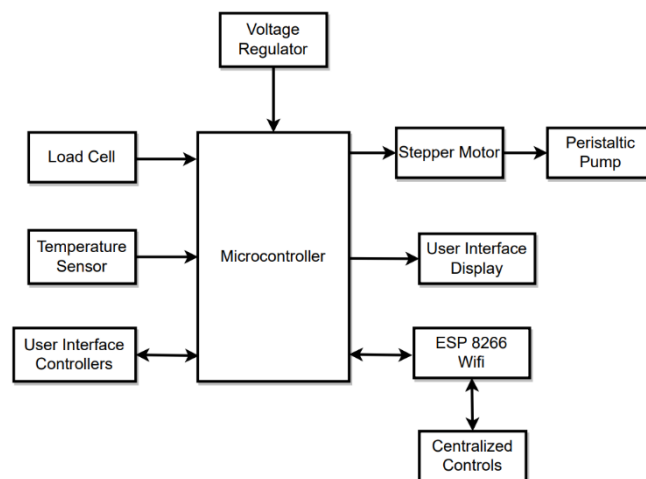 Voltage
Regulator
Load Cell
Stepper Motor
Peristaltic
Pump
Temperature
Sensor
Microcontroller
User Interface
Display
User Interface
Controllers
ESP 8266
Wifi
Centralized
Controls